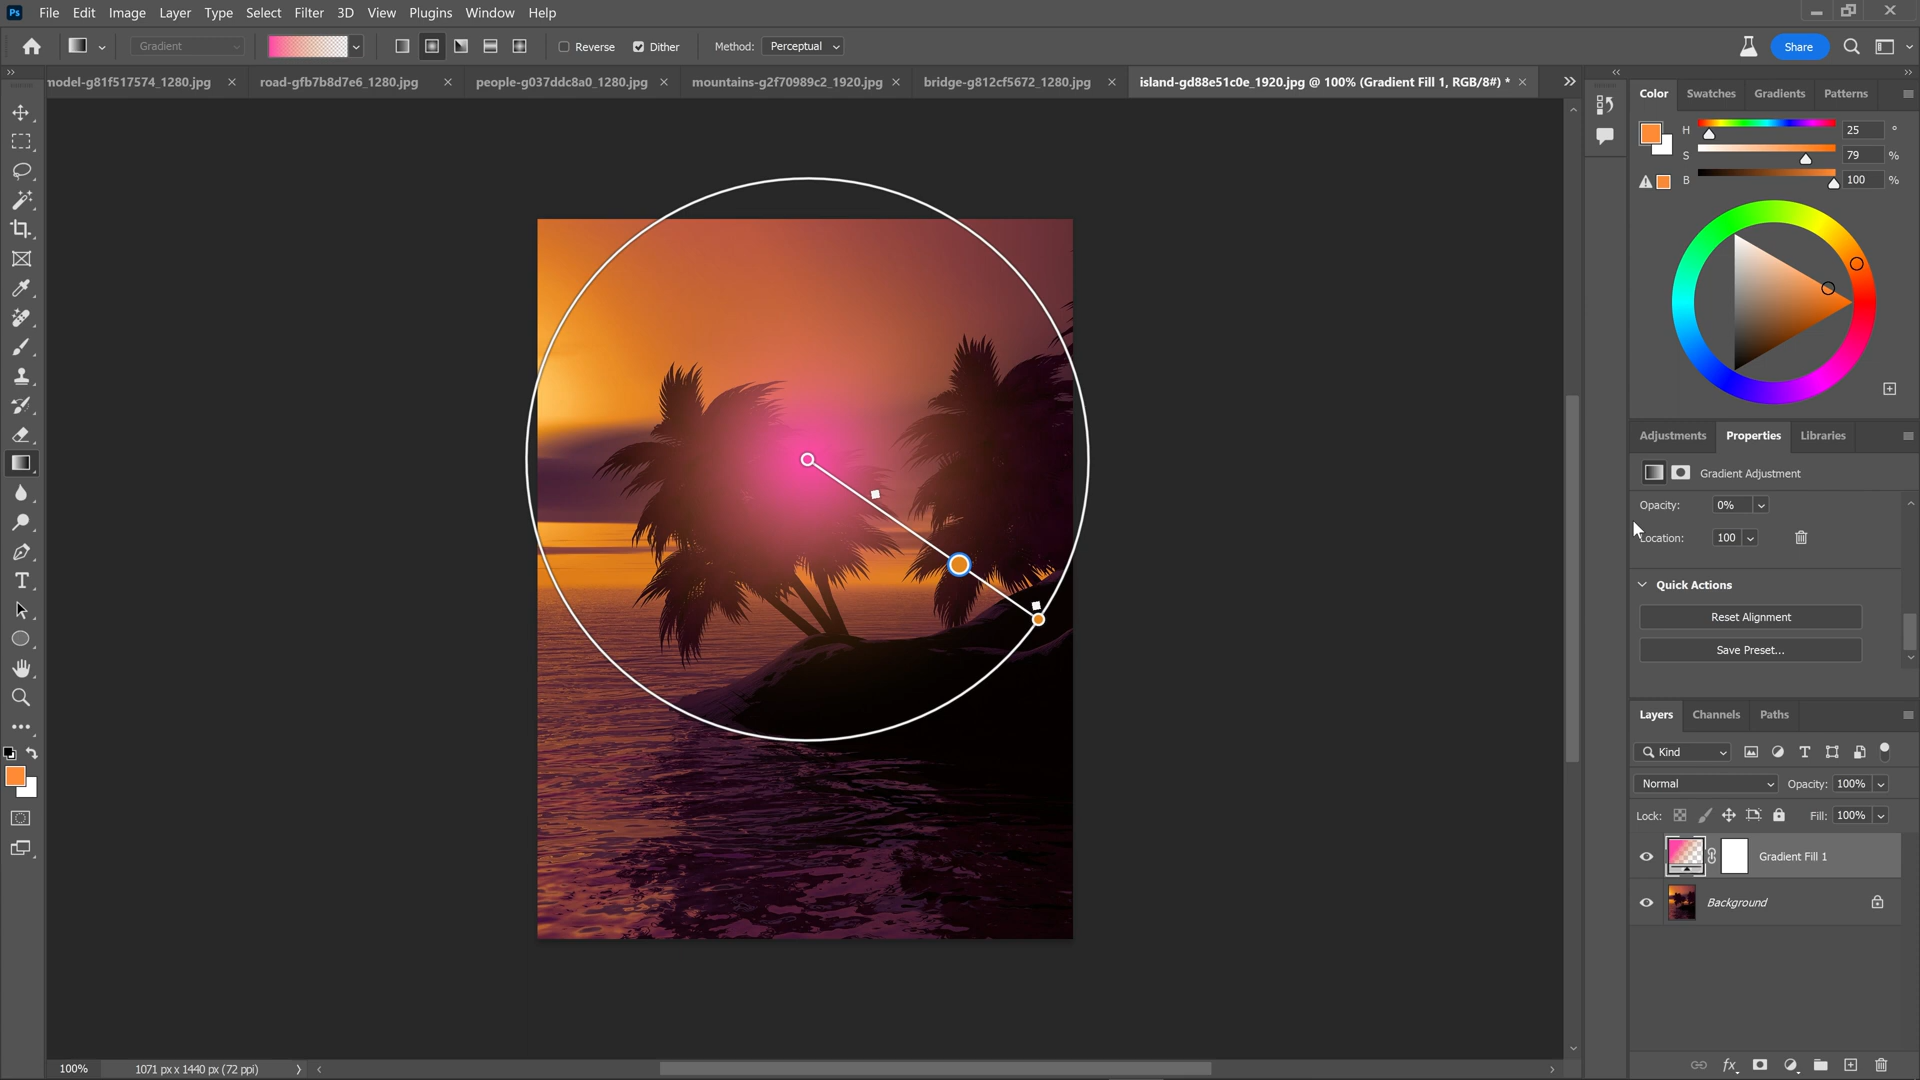 Ps File Edit Image Layer Type Select Filter 3D View Plugins Window Help
Gradient Reverse Dither Method: Perceptual Share
model-g81f517574_1280.jpg road-gfb7b8d7e6_1280.jpg people-g037ddc8a0_1280.jpg mountains-g2f70989c2_1920.jpg bridge-g812cf5672_1280.jpg island-gd88e51c0e_1920.jpg @ 100% (Gradient Fill 1, RGB/8#) *
Color Swatches Gradients Patterns
H 25 °
S 79 %
B 100 %
Adjustments Properties Libraries
Gradient Adjustment
Opacity: 0%
Location: 100
Quick Actions
Reset Alignment
Save Preset...
Layers Channels Paths
Kind
Normal Opacity: 100%
Lock: Fill: 100%
Gradient Fill 1
Background
100% 1071 px x 1440 px (72 ppi)